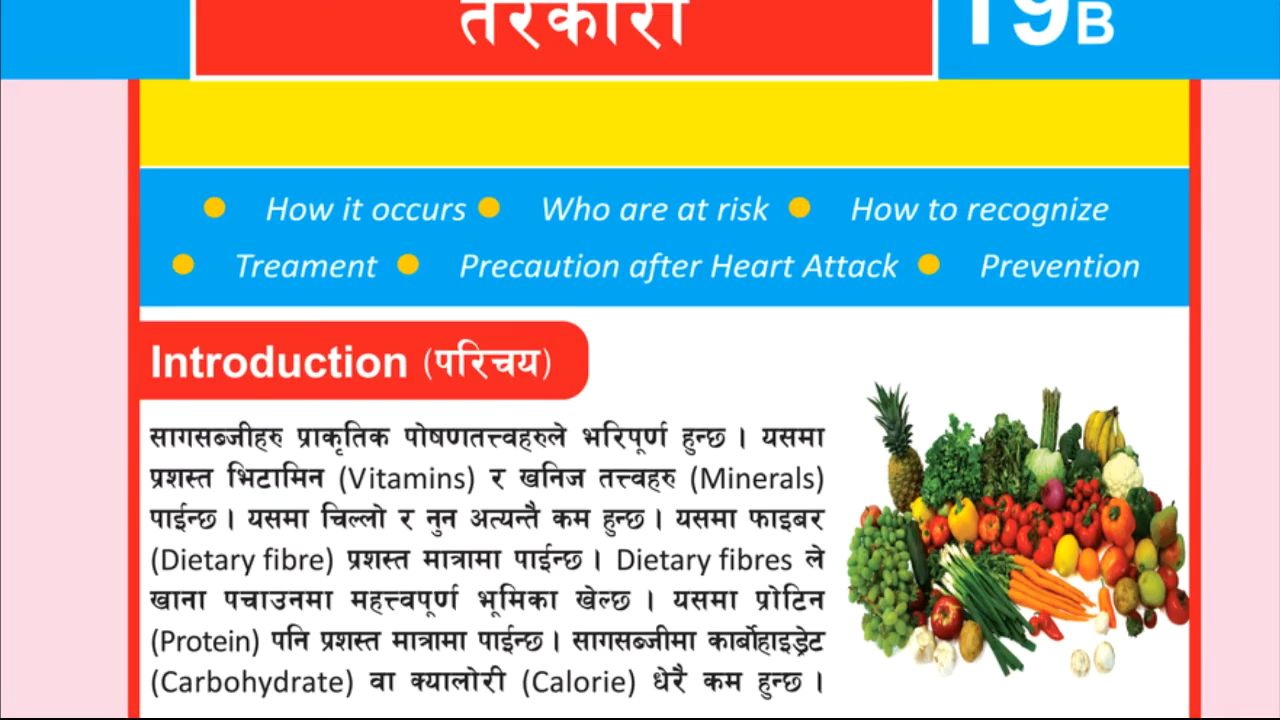 तरकारी
19B
How it occurs Who are at risk How to recognize
Treament Precaution after Heart Attack Prevention
Introduction (परिचय)
सागसब्जीहरु प्राकृतिक पोषणतत्त्वहरुले भरिपूर्ण हुन्छ । यसमा
प्रशस्त भिटामिन (Vitamins) र खनिज तत्त्वहरु (Minerals)
पाईन्छ । यसमा चिल्लो र नुन अत्यन्तै कम हुन्छ । यसमा फाइबर
(Dietary fibre) प्रशस्त मात्रामा पाईन्छ । Dietary fibres ले
खाना पचाउनमा महत्त्वपूर्ण भूमिका खेल्छ । यसमा प्रोटिन
(Protein) पनि प्रशस्त मात्रामा पाईन्छ । सागसब्जीमा कार्बोहाइड्रेट
(Carbohydrate) वा क्यालोरी (Calorie) धेरै कम हुन्छ ।